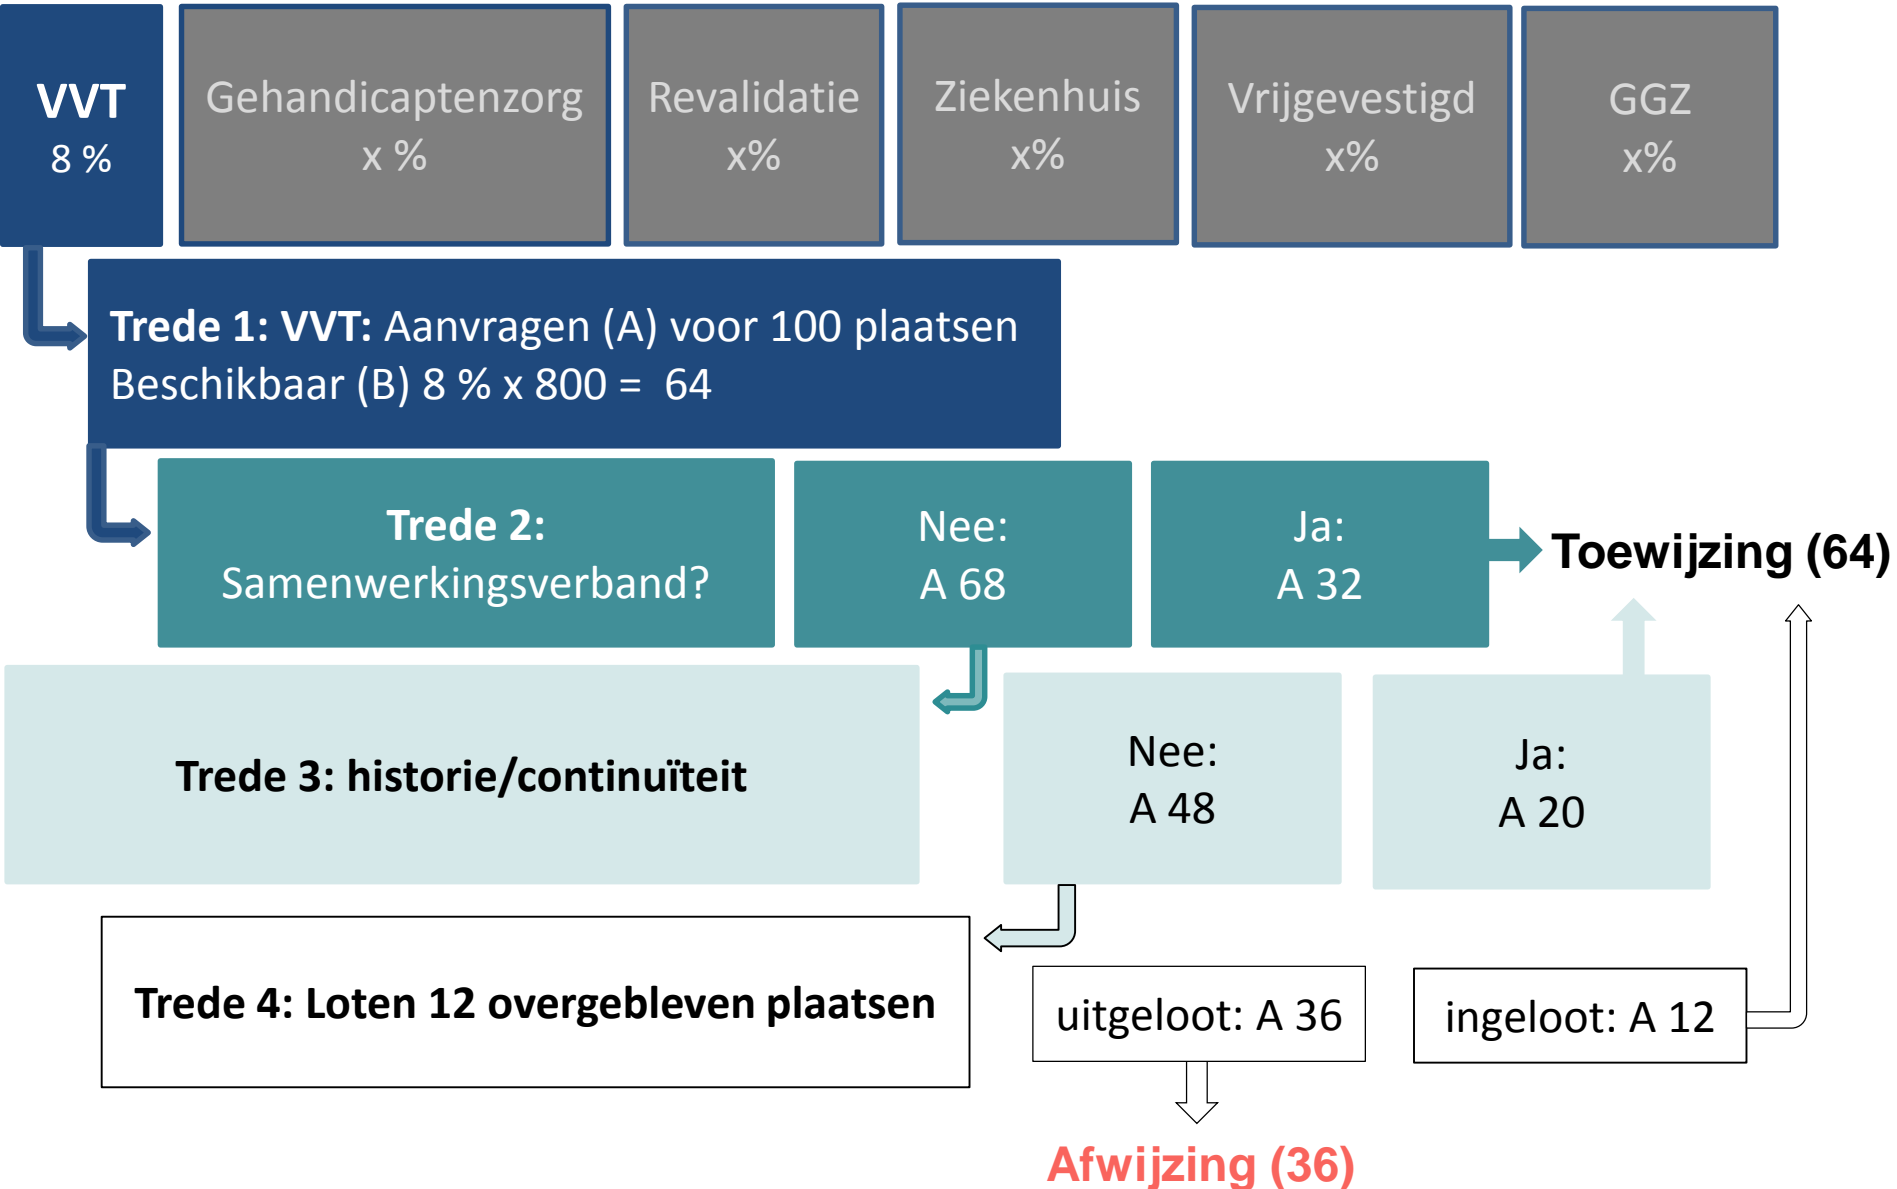 VVT
8 %
Gehandicaptenzorg
x %
Revalidatie
x%
Ziekenhuis
x%
Vrijgevestigd
x%
GGZ
x%
Trede 1: VVT: Aanvragen (A) voor 100 plaatsen
Beschikbaar (B) 8 % x 800 = 64
Trede 2:
Samenwerkingsverband?
Nee:
A 68
Ja:
A 32
Toewijzing (64)
Trede 3: historie/continuïteit
Nee:
A 48
Ja:
A 20
Trede 4: Loten 12 overgebleven plaatsen
uitgeloot: A 36
ingeloot: A 12
Afwijzing (36)